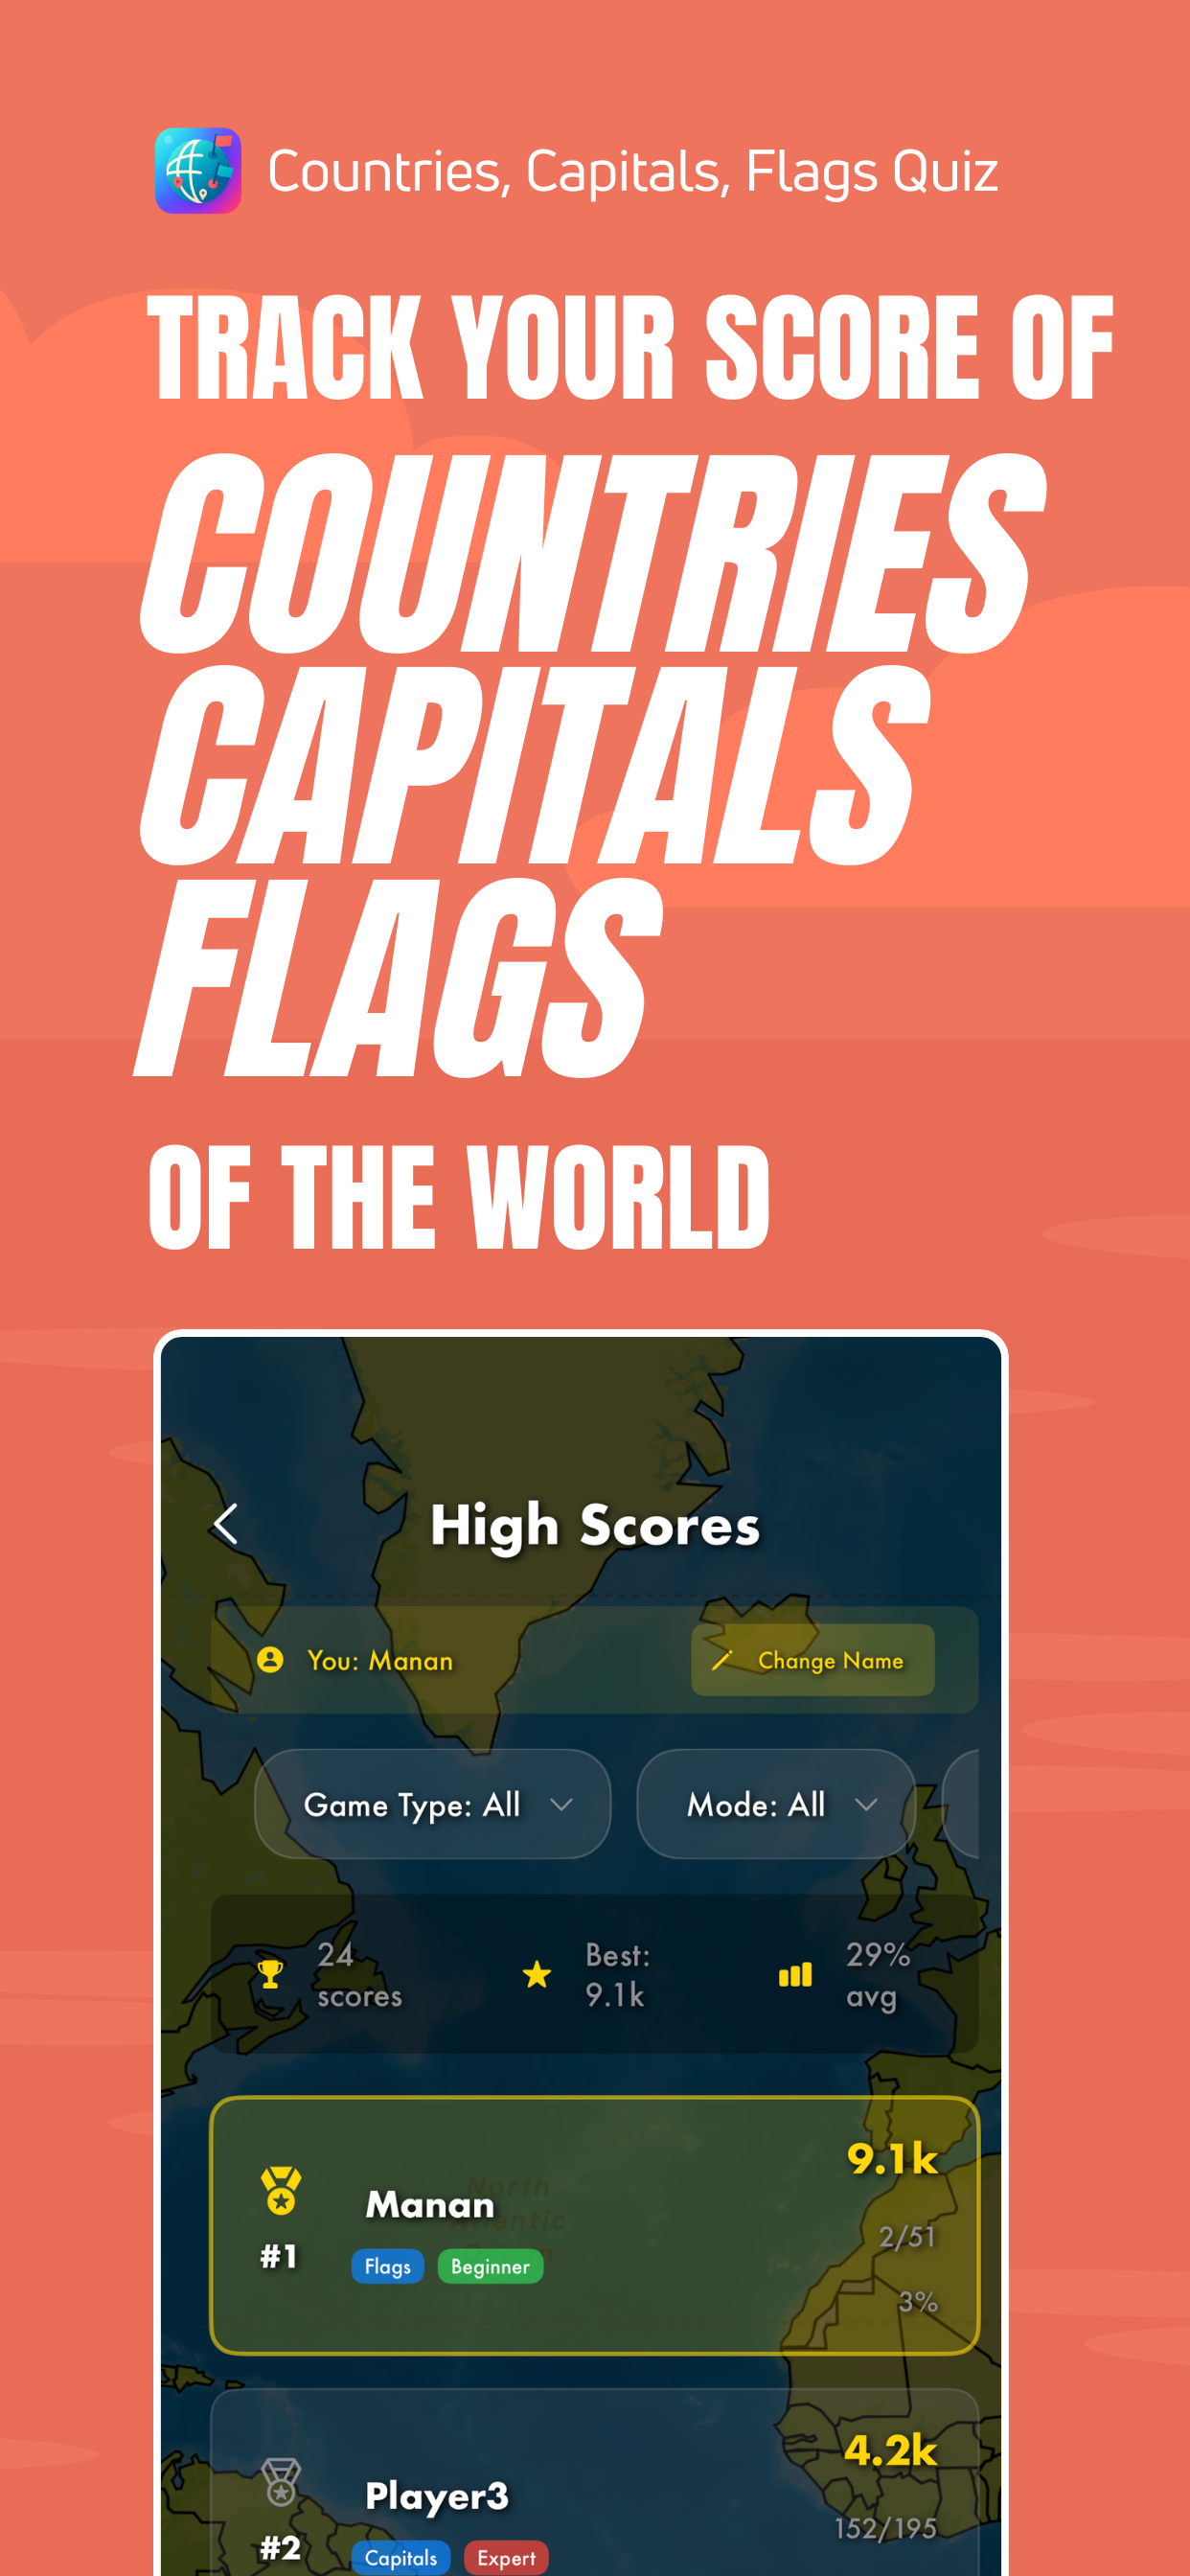 Countries, Capitals, Flags Quiz
TRACK YOUR SCORE OF
COUNTRIES
CAPITALS
FLAGS
OF THE WORLD
High Scores
You: Manan
Change Name
Game Type: All
Mode: All
24 scores
Best: 9.1k
29% avg
9.1k
North
Manan
Atlantic
2/51
#1
Flags
Beginner
3%
4.2k
Player3
152/195
#2
Capitals
Expert